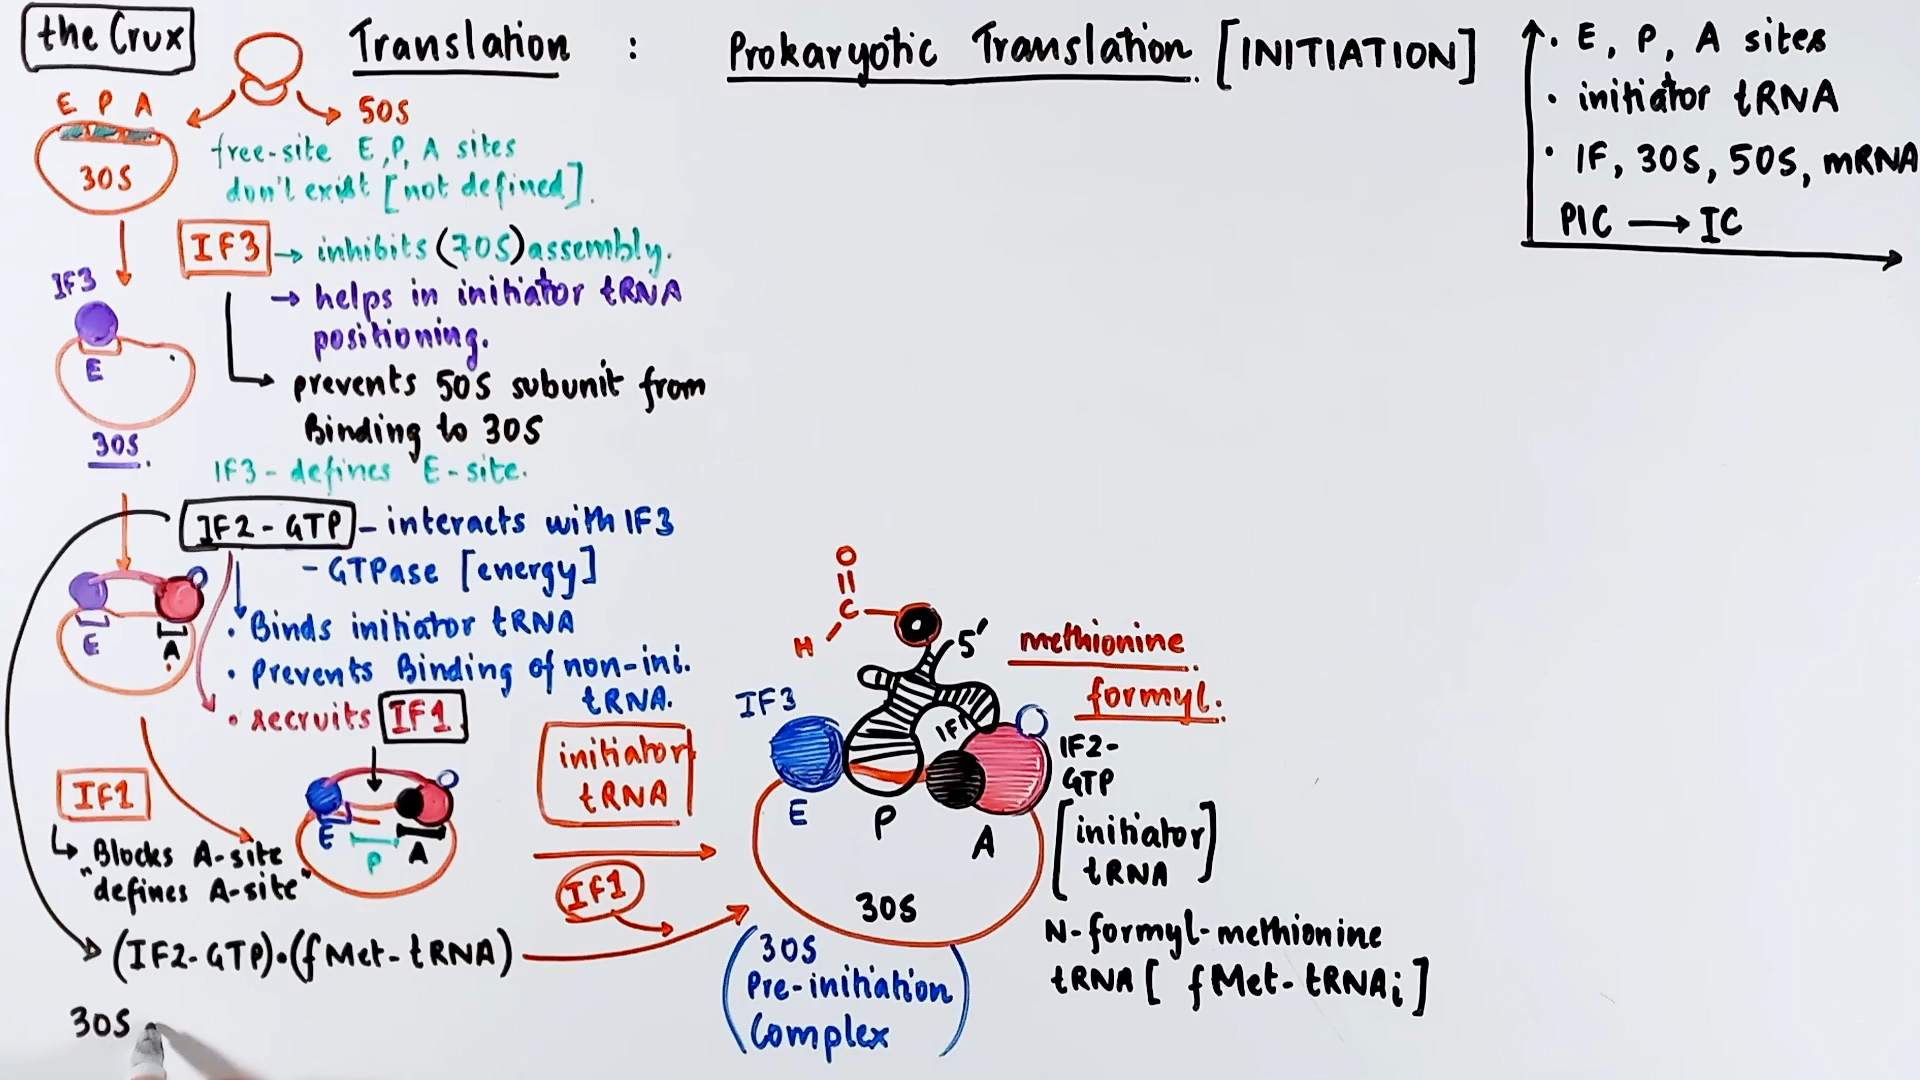 the Crux
Translation : Prokaryotic Translation [INITIATION]
• E, P, A sites
• initiator tRNA
• IF, 30S, 50S, mRNA
PIC → IC
E P A
30S
50S
free-site E, P, A sites
don't exist [not defined].
IF3 → inhibits (70S) assembly.
→ helps in initiator tRNA
positioning.
prevents 50S subunit from
Binding to 30S
IF3 - defines E-site.
IF3
E
30S.
IF2-GTP - interacts with IF3
- GTPase [energy]
• Binds initiator tRNA
• Prevents Binding of non-ini.
tRNA.
• recruits IF1
E
A
IF1
Blocks A-site
"defines A-site"
E
P
A
initiator
tRNA
IF1
(IF2-GTP)•(fMet-tRNA)
30S
O
C
H
5'
methionine
formyl.
IF3
IF1
IF2-
GTP
E
P
A
[initiator
tRNA]
30S
N-formyl-methionine
tRNA [fMet-tRNAi]
(30S
Pre-initiation
Complex)